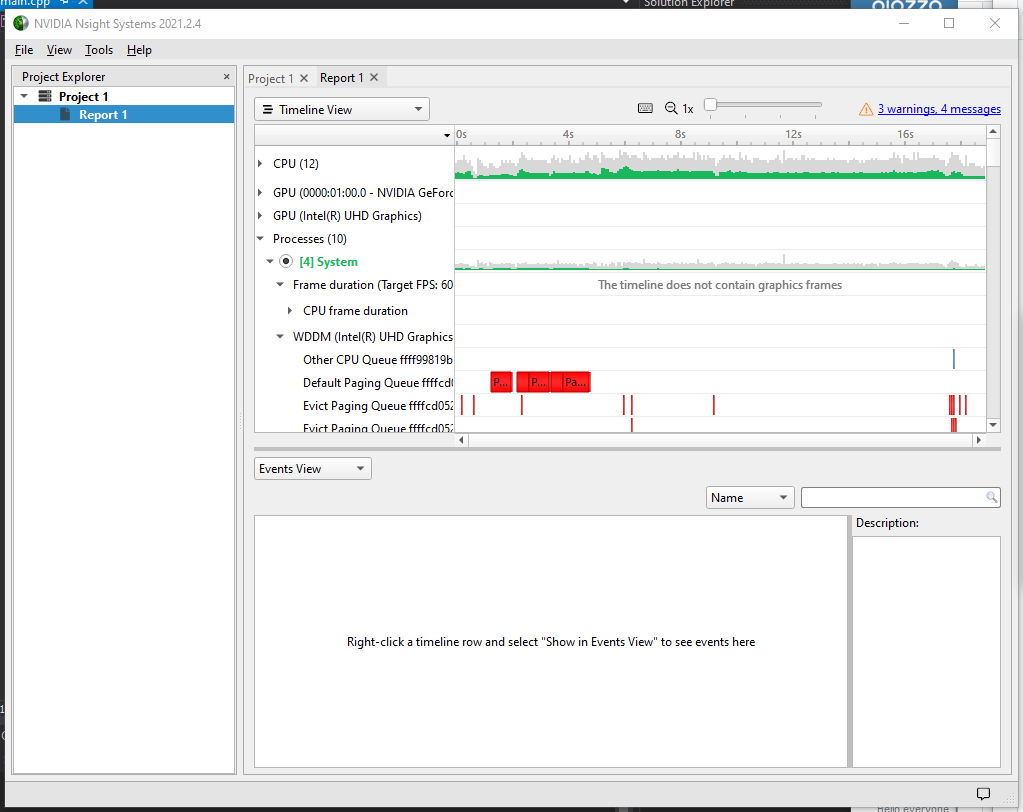 main.cpp
Solution Explorer
piazza
NVIDIA Nsight Systems 2021.2.4
File View Tools Help
Project Explorer
Project 1
Report 1
Project 1
Report 1
Timeline View
1x
3 warnings, 4 messages
0s 4s 8s 12s 16s
CPU (12)
GPU (0000:01:00.0 - NVIDIA GeForc
GPU (Intel(R) UHD Graphics)
Processes (10)
[4] System
Frame duration (Target FPS: 60
The timeline does not contain graphics frames
CPU frame duration
WDDM (Intel(R) UHD Graphics
Other CPU Queue ffff99819b
Default Paging Queue ffffcd0
P... P... Pa...
Evict Paging Queue ffffcd052
Evict Paging Queue ffffcd052
Events View
Name
Description:
Right-click a timeline row and select "Show in Events View" to see events here
Hello everyone